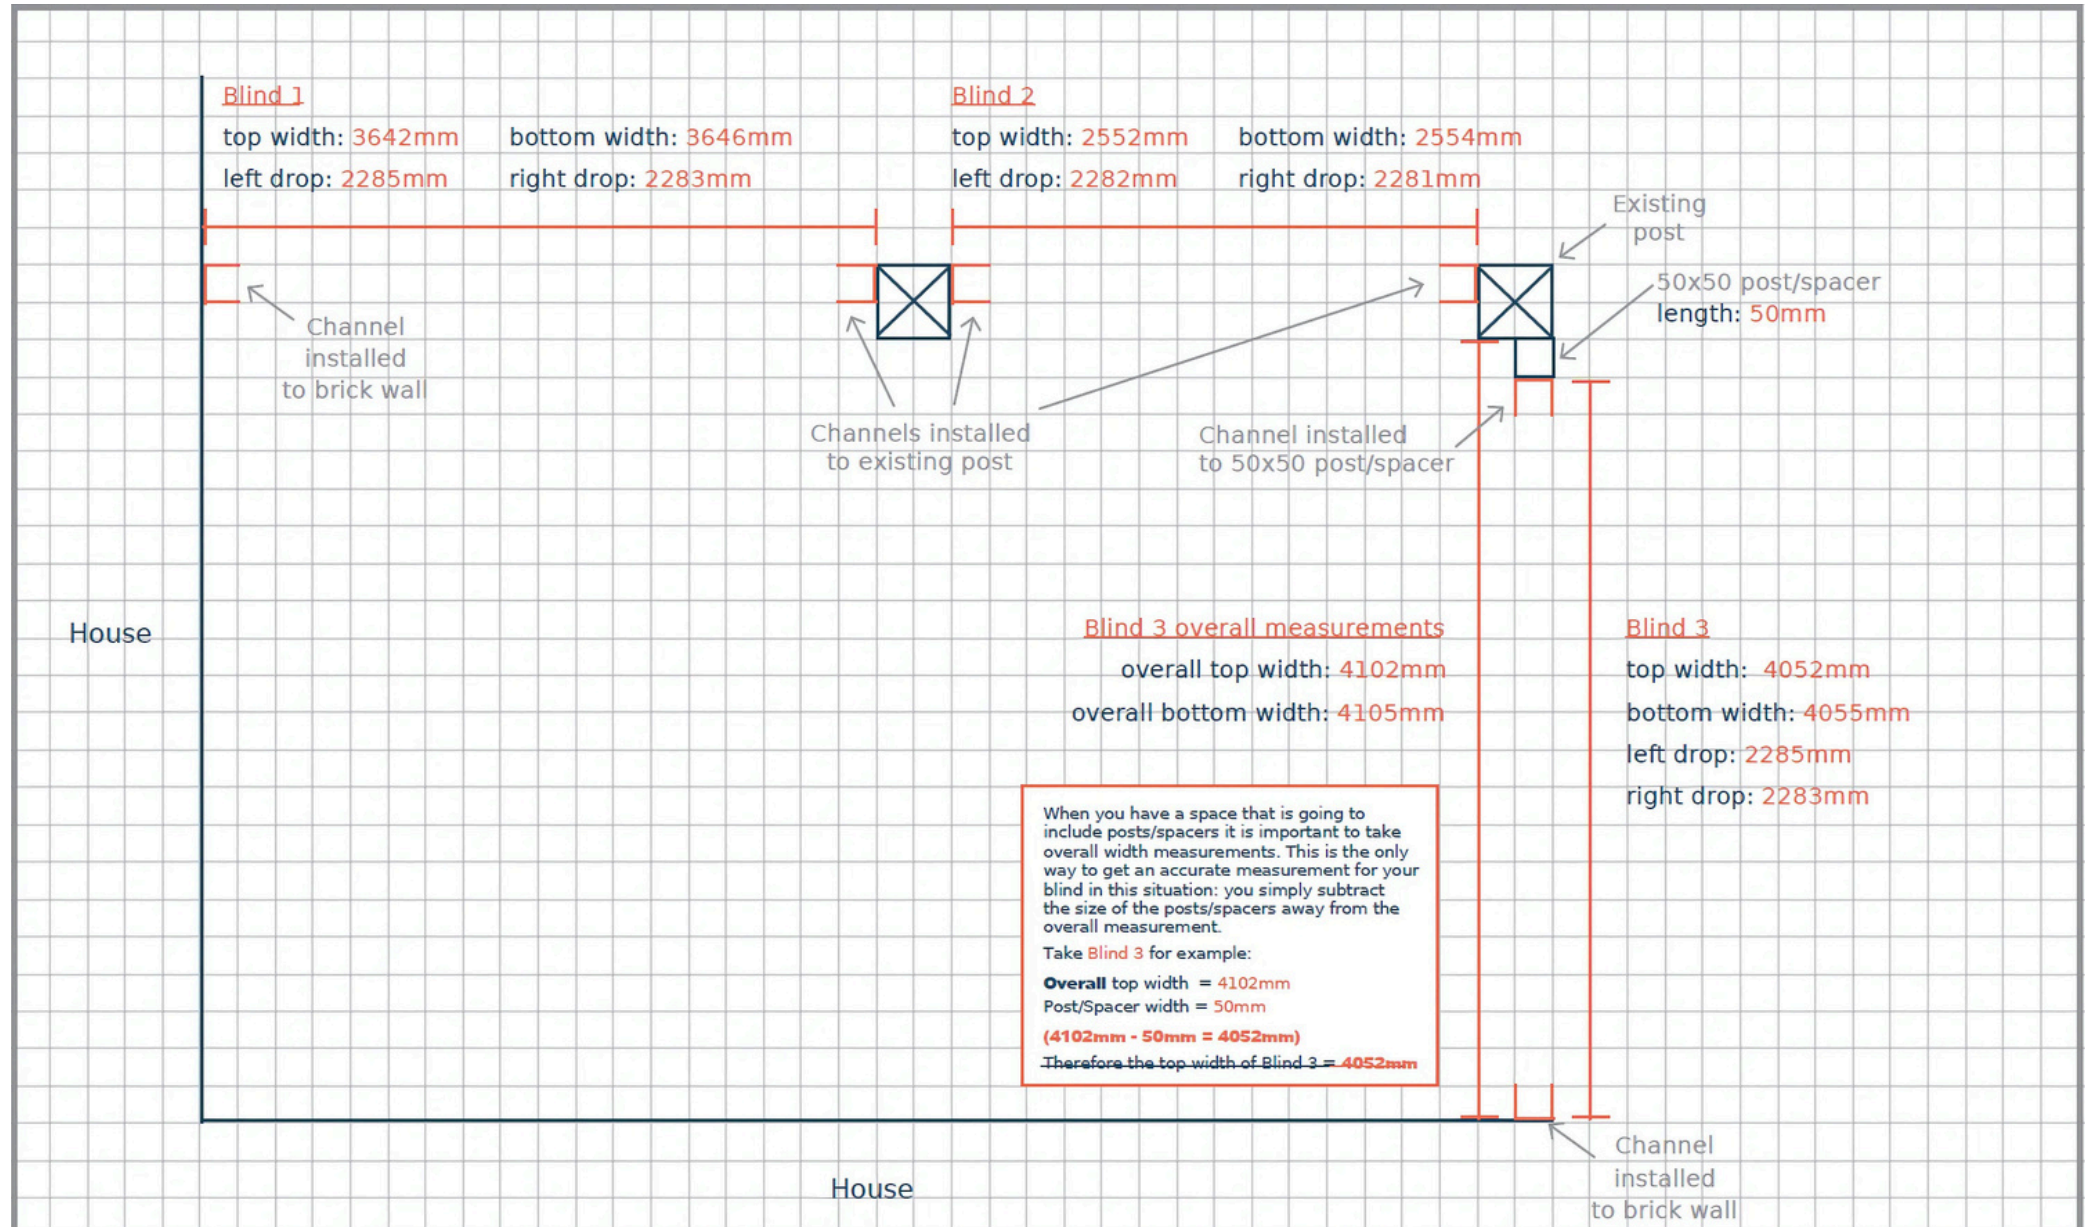 Blind 1
top width: 3642mm bottom width: 3646mm
left drop: 2285mm right drop: 2283mm
Blind 2
top width: 2552mm bottom width: 2554mm
left drop: 2282mm right drop: 2281mm
Existing
post
50x50 post/spacer
length: 50mm
Channel
installed
to brick wall
Channels installed
to existing post
Channel installed
to 50x50 post/spacer
House
Blind 3 overall measurements
overall top width: 4102mm
overall bottom width: 4105mm
Blind 3
top width: 4052mm
bottom width: 4055mm
left drop: 2285mm
right drop: 2283mm
When you have a space that is going to
include posts/spacers it is important to take
overall width measurements. This is the only
way to get an accurate measurement for your
blind in this situation: you simply subtract
the size of the posts/spacers away from the
overall measurement.
Take Blind 3 for example:
Overall top width = 4102mm
Post/Spacer width = 50mm
(4102mm - 50mm = 4052mm)
Therefore the top width of Blind 3 = 4052mm
Channel
installed
to brick wall
House